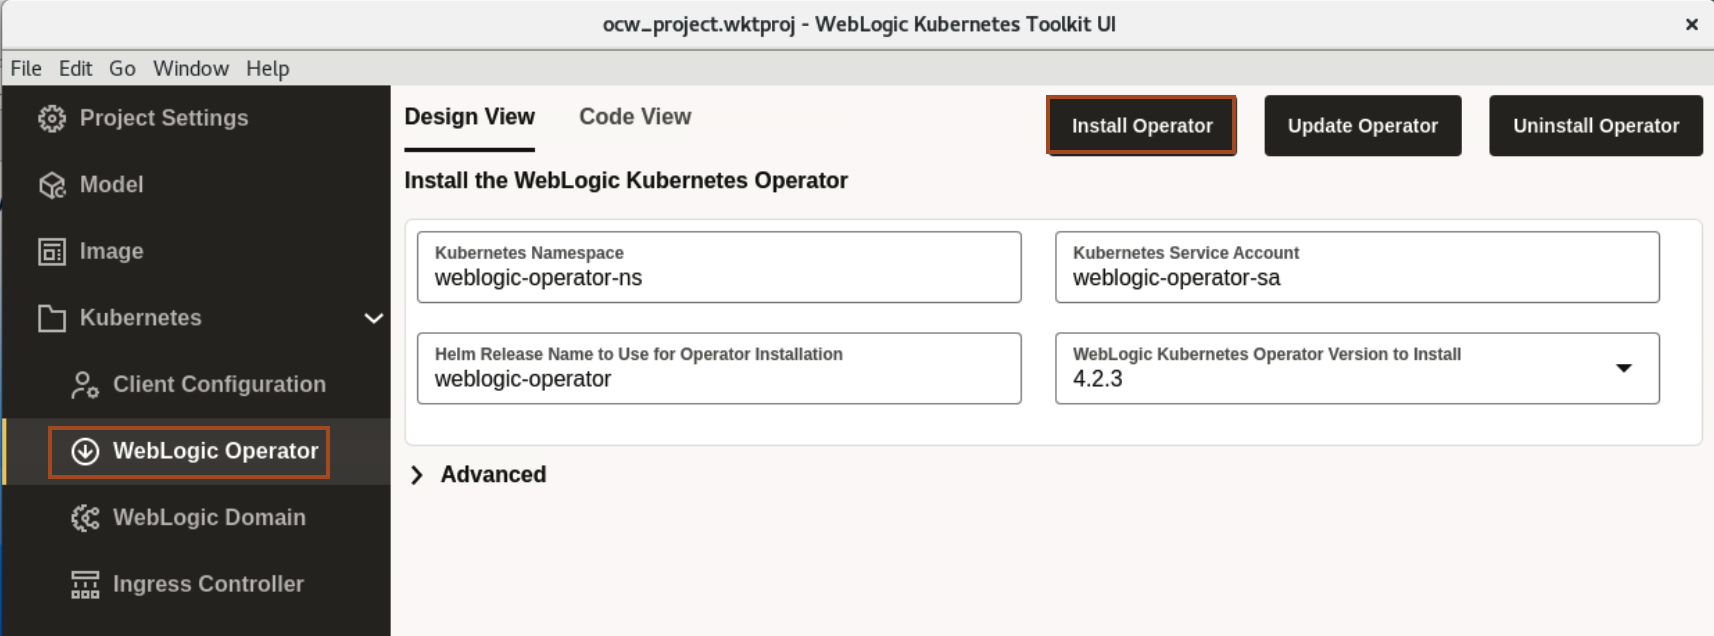 ocw_project.wktproj - WebLogic Kubernetes Toolkit UI
File Edit Go Window Help
Project Settings
Model
Image
Kubernetes
Client Configuration
WebLogic Operator
WebLogic Domain
Ingress Controller
Design View Code View
Install Operator Update Operator Uninstall Operator
Install the WebLogic Kubernetes Operator
Kubernetes Namespace
weblogic-operator-ns
Kubernetes Service Account
weblogic-operator-sa
Helm Release Name to Use for Operator Installation
weblogic-operator
WebLogic Kubernetes Operator Version to Install
4.2.3
Advanced